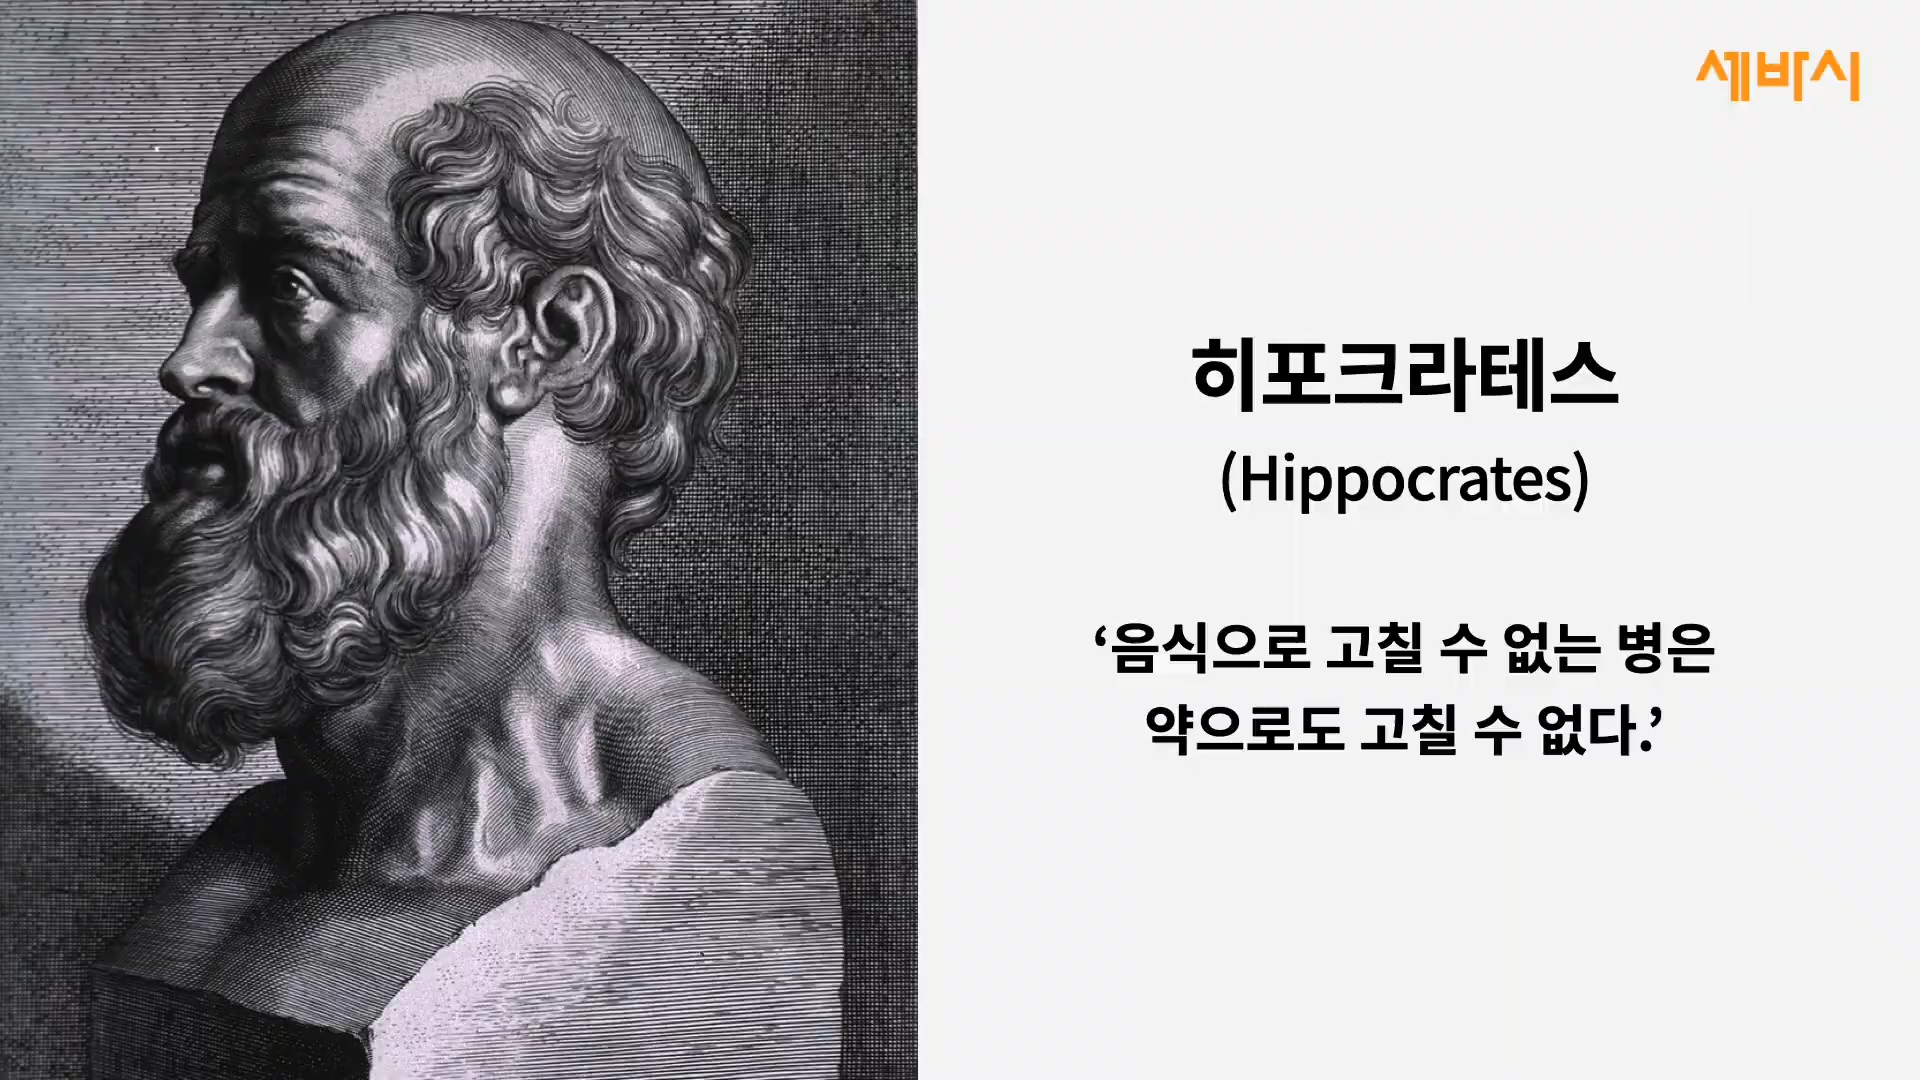 세바시
히포크라테스
(Hippocrates)
‘음식으로 고칠 수 없는 병은
약으로도 고칠 수 없다.’